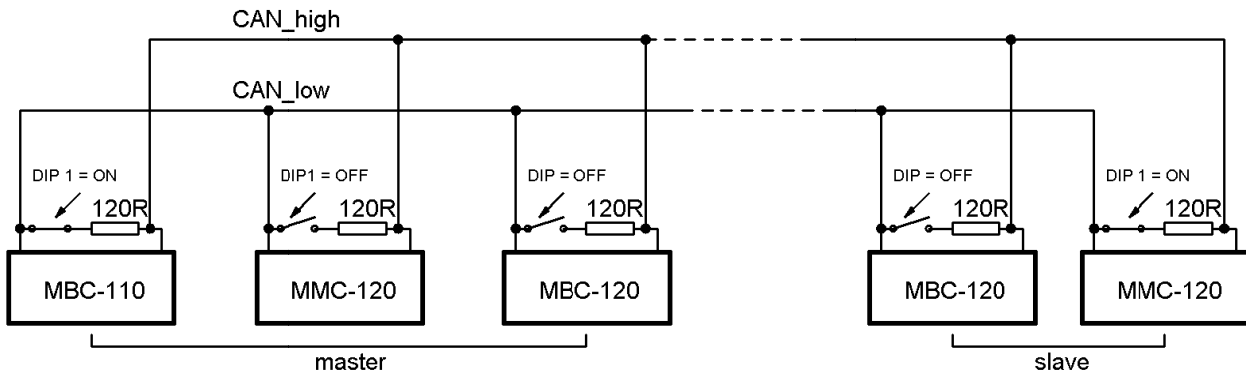 CAN_high
CAN_low
DIP 1 = ON
DIP1 = OFF
DIP = OFF
DIP = OFF
DIP 1 = ON
120R
120R
120R
120R
120R
MBC-110
MMC-120
MBC-120
MBC-120
MMC-120
master
slave